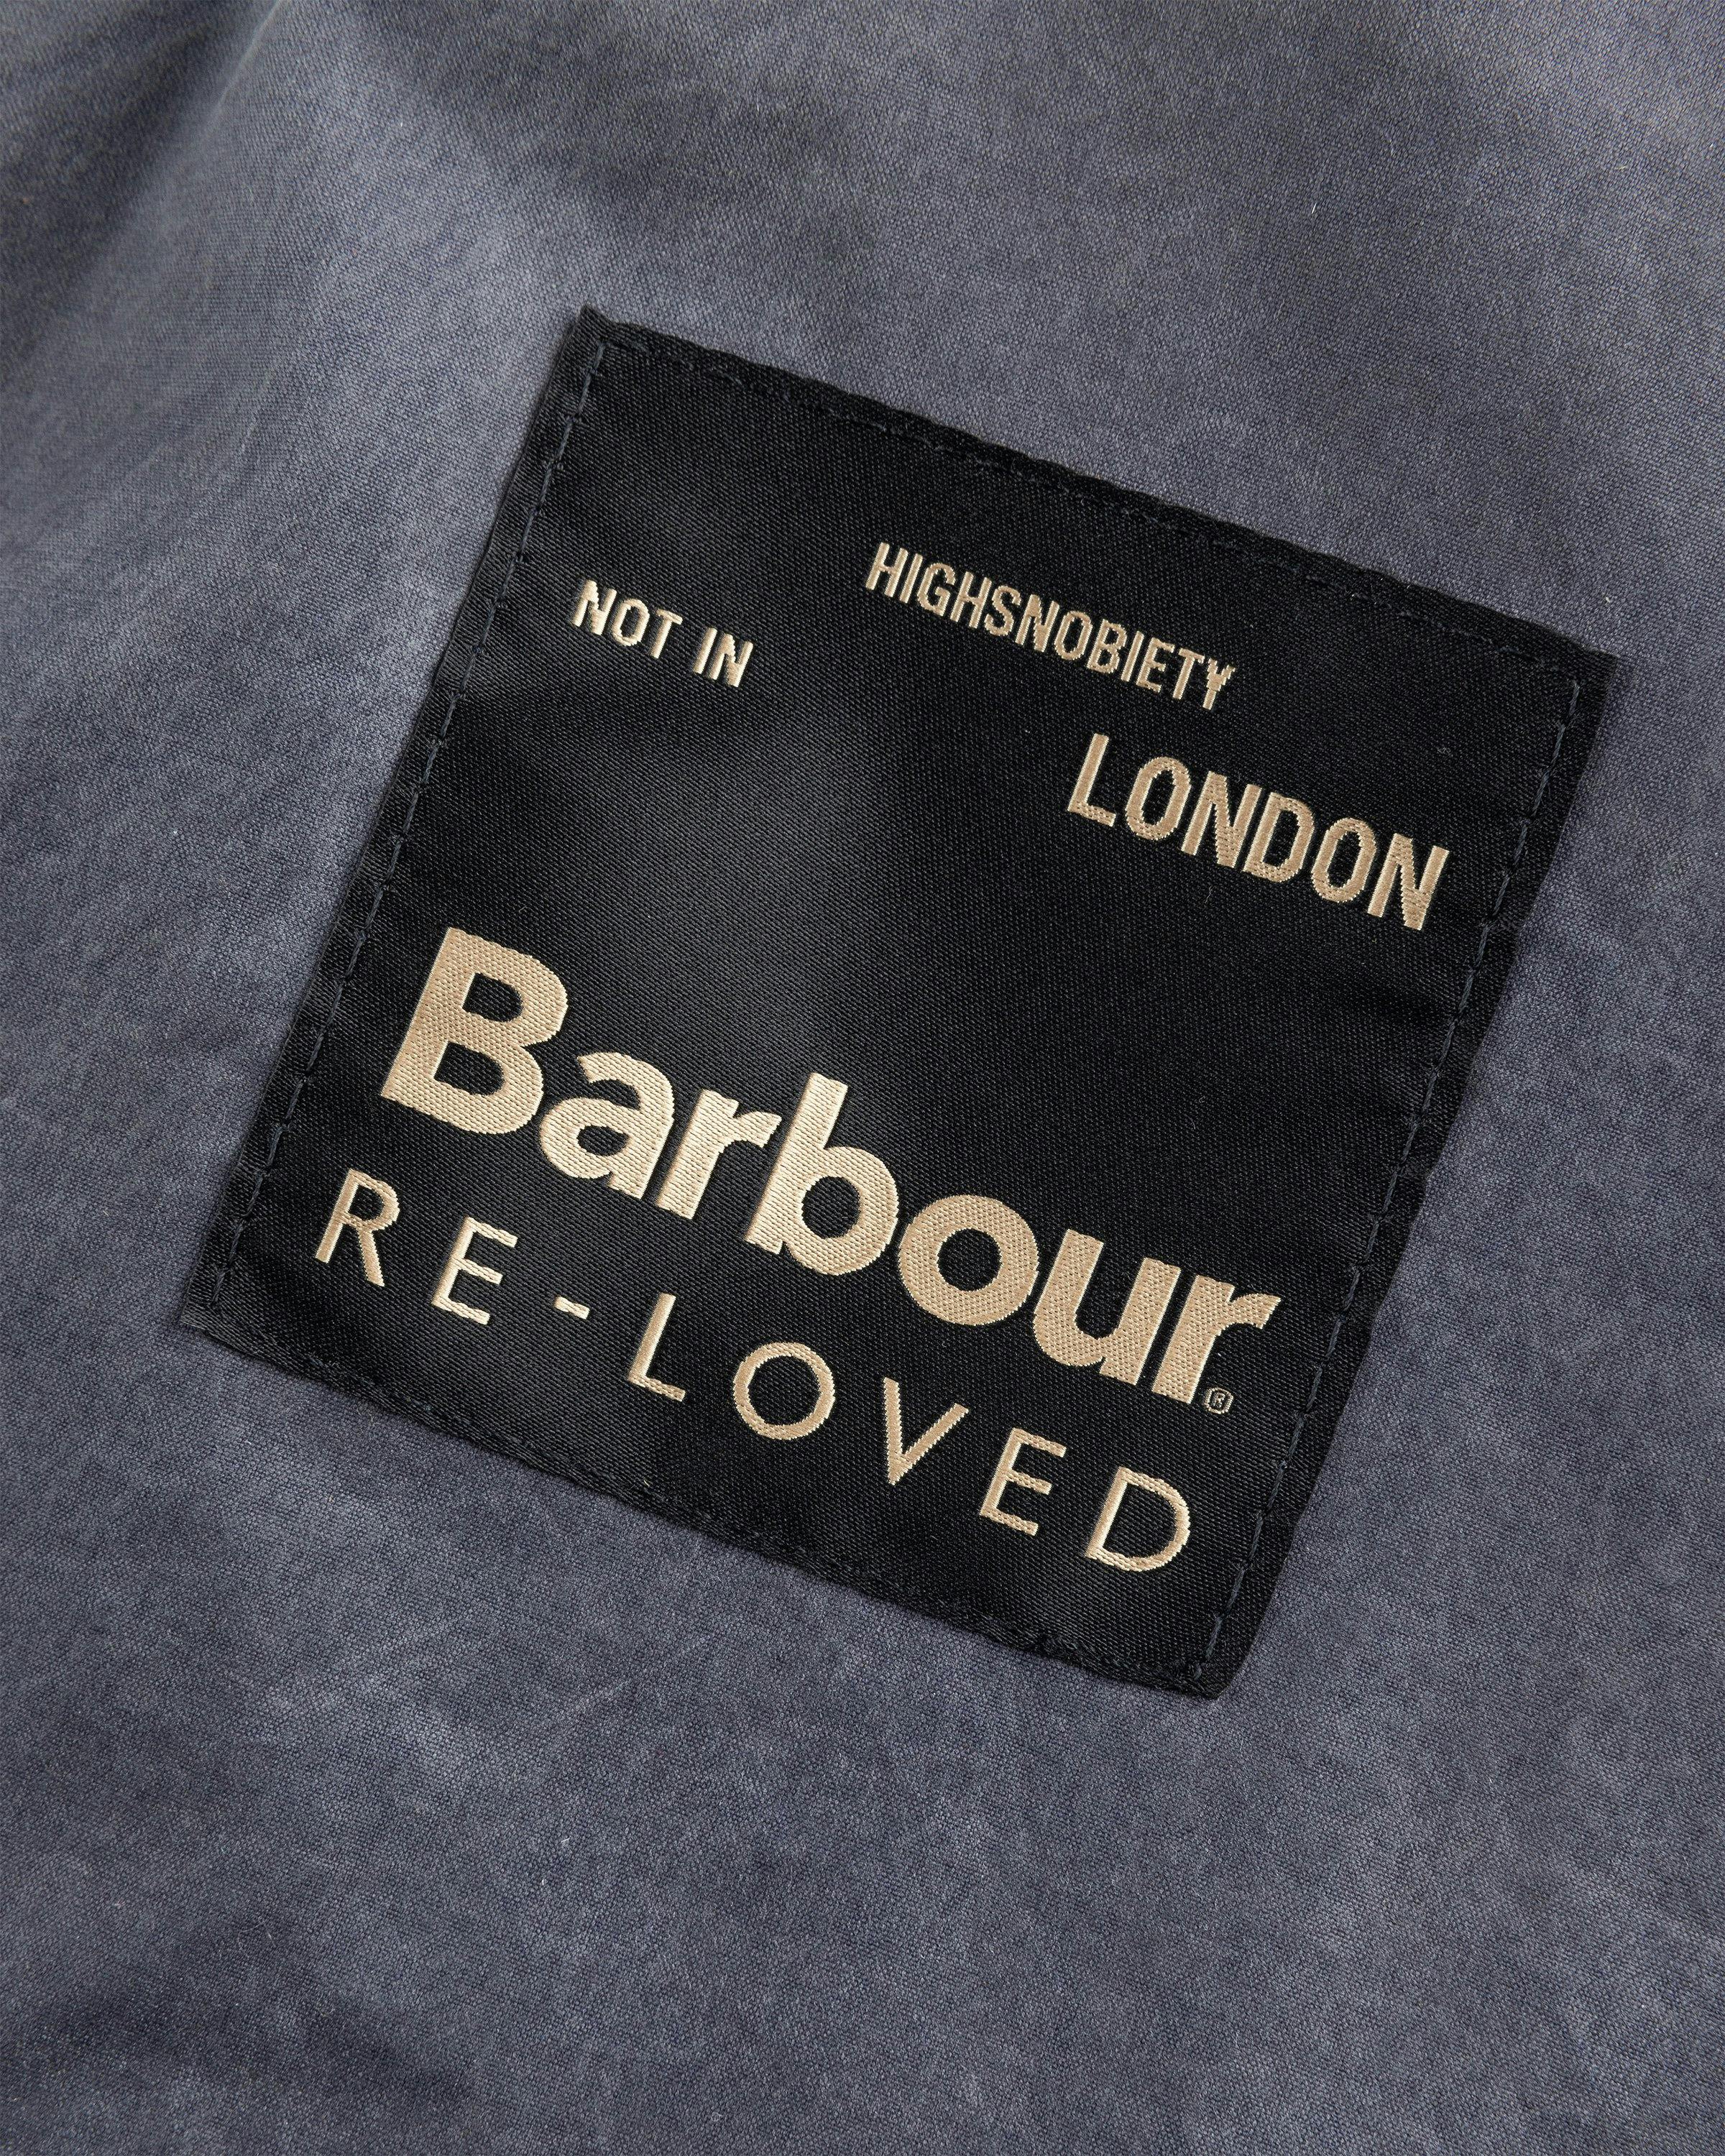 HIGHSNOBIETY
NOT IN
LONDON
Barbour®
RE-LOVED